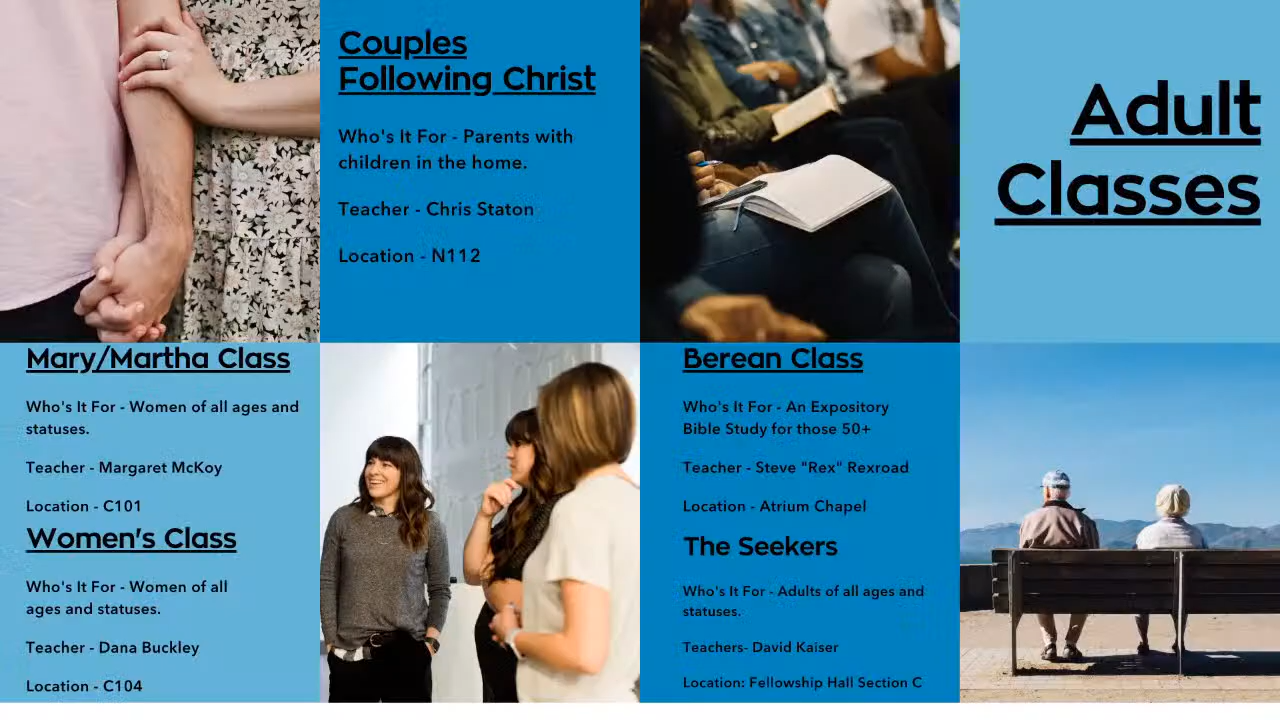 Couples
Following Christ
Who's It For - Parents with
children in the home.
Teacher - Chris Staton
Location - N112
Adult
Classes
Mary/Martha Class
Who's It For - Women of all ages and
statuses.
Teacher - Margaret McKoy
Location - C101
Women's Class
Who's It For - Women of all
ages and statuses.
Teacher - Dana Buckley
Location - C104
Berean Class
Who's It For - An Expository
Bible Study for those 50+
Teacher - Steve "Rex" Rexroad
Location - Atrium Chapel
The Seekers
Who's It For - Adults of all ages and
statuses.
Teachers- David Kaiser
Location: Fellowship Hall Section C